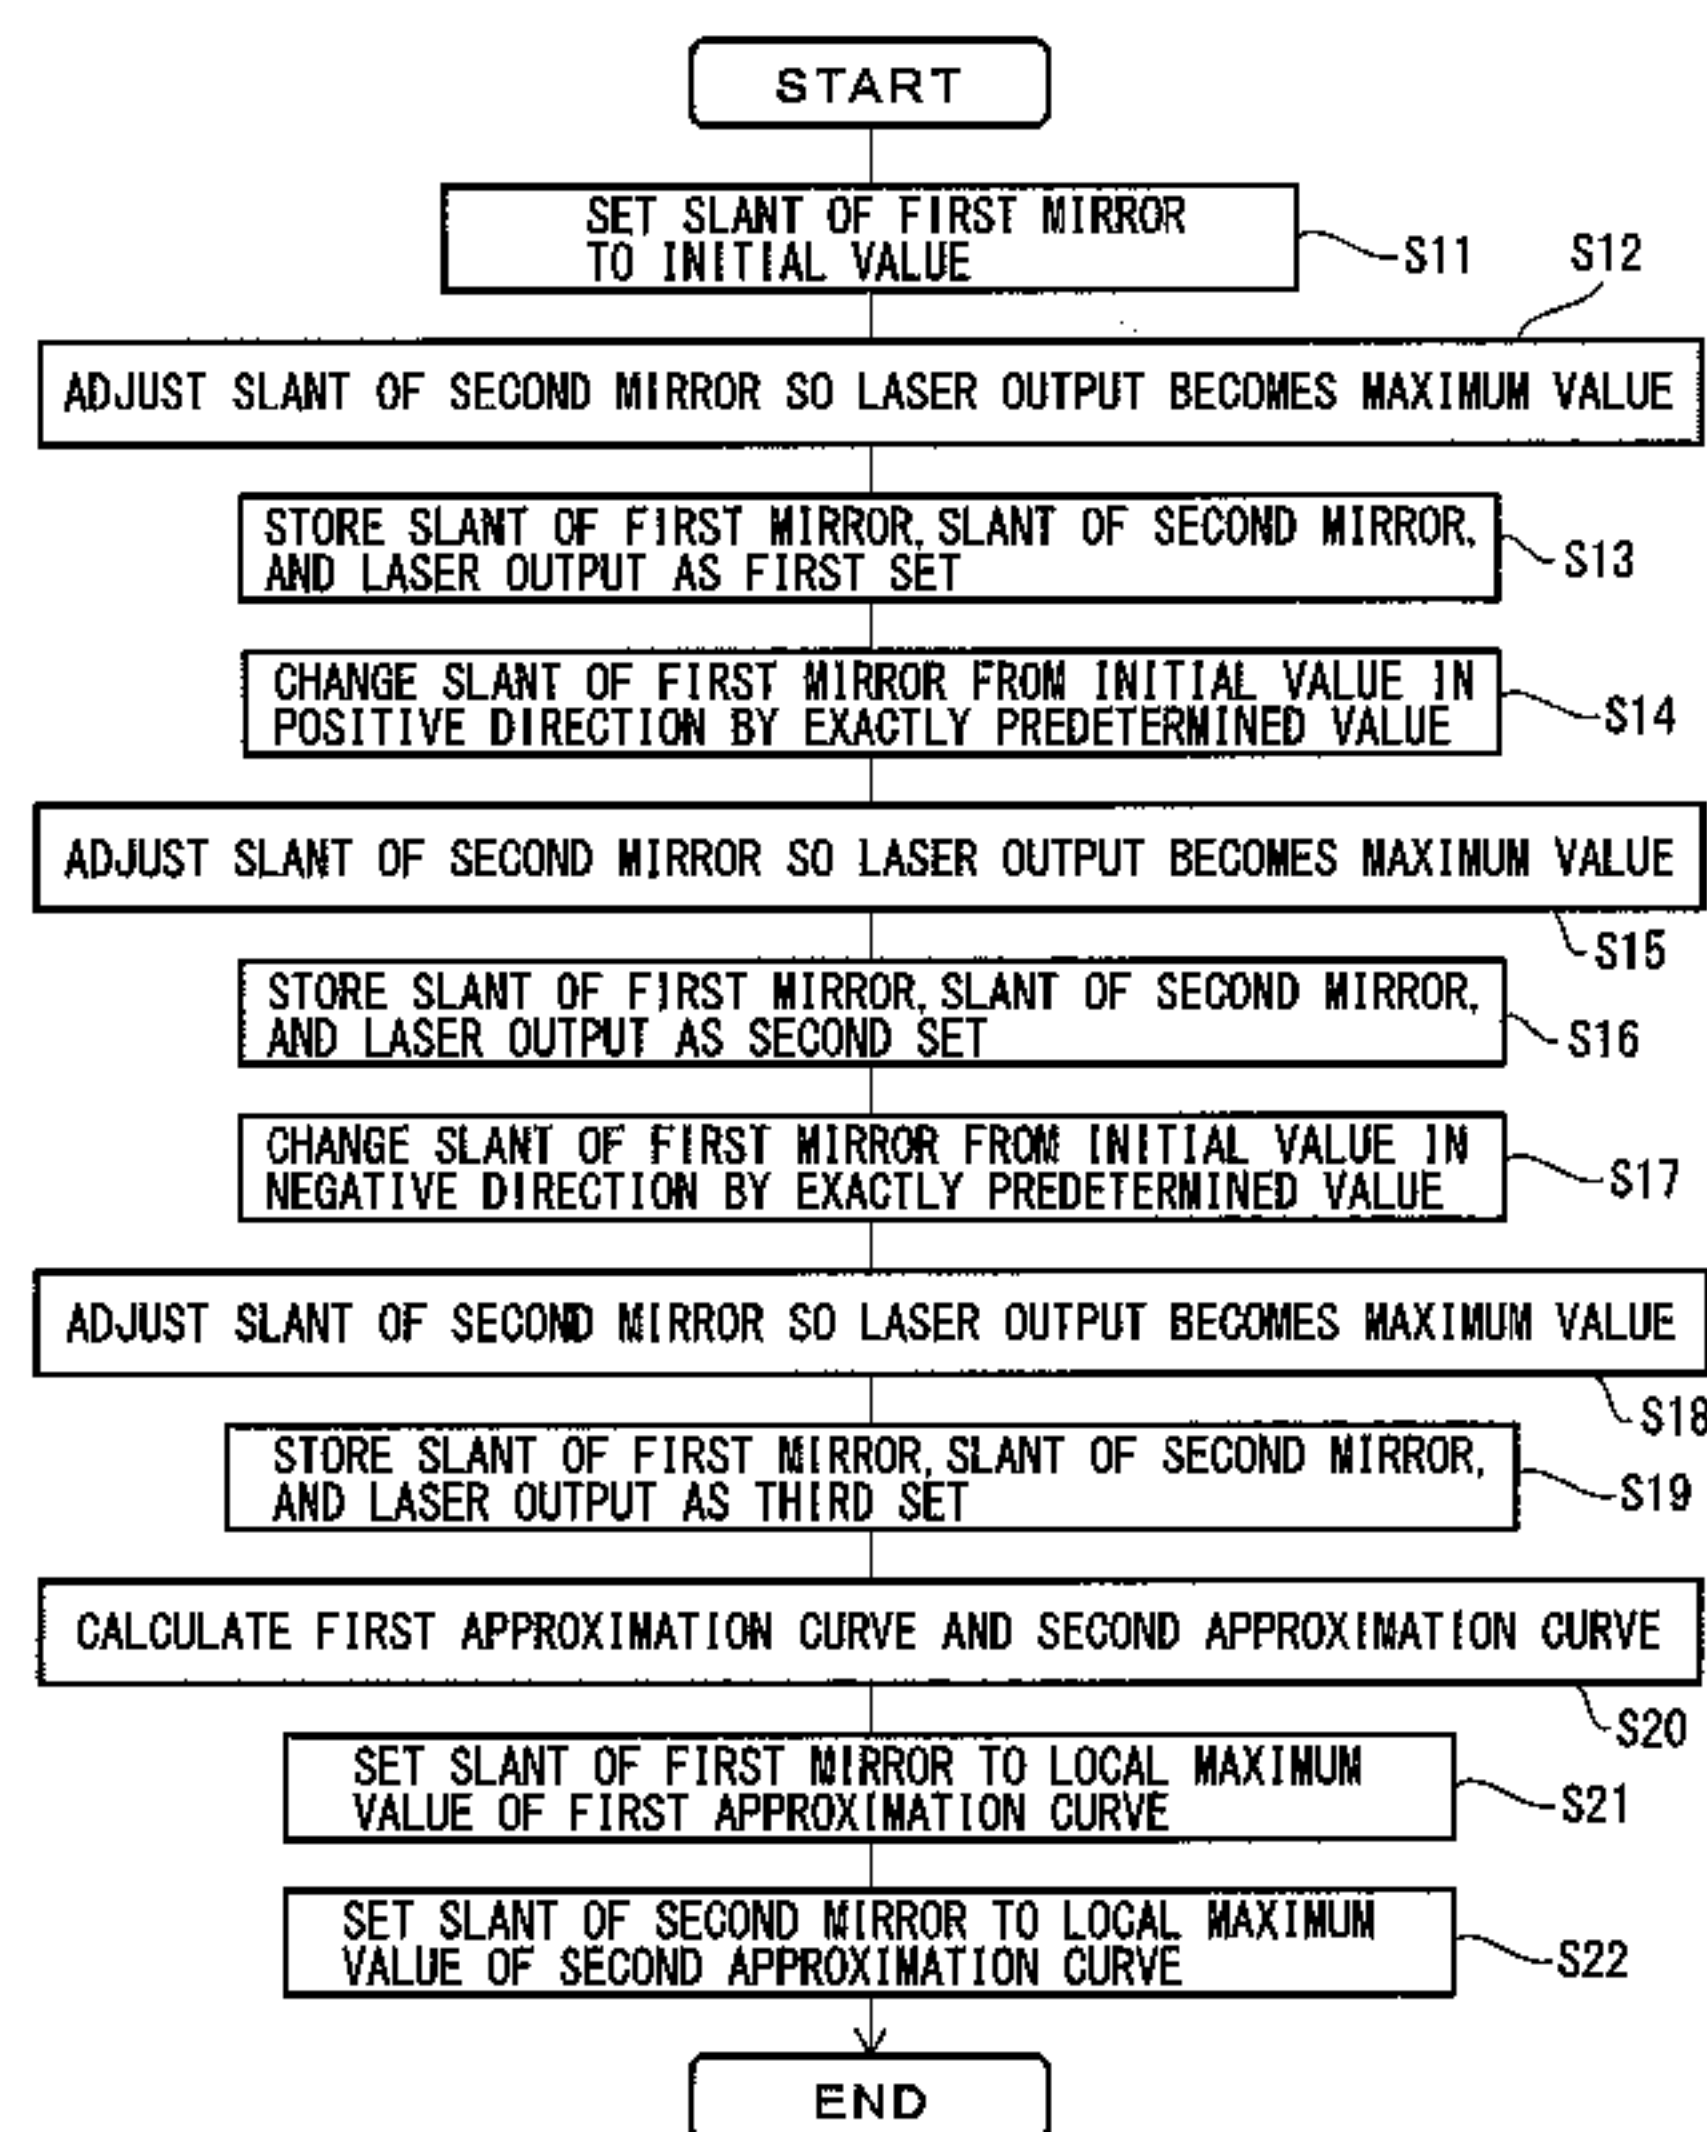 START
SET SLANT OF FIRST MIRROR
TO INITIAL VALUE
S11
S12
ADJUST SLANT OF SECOND MIRROR SO LASER OUTPUT BECOMES MAXIMUM VALUE
STORE SLANT OF FIRST MIRROR, SLANT OF SECOND MIRROR,
AND LASER OUTPUT AS FIRST SET
S13
CHANGE SLANT OF FIRST MIRROR FROM INITIAL VALUE IN
POSITIVE DIRECTION BY EXACTLY PREDETERMINED VALUE
S14
ADJUST SLANT OF SECOND MIRROR SO LASER OUTPUT BECOMES MAXIMUM VALUE
S15
STORE SLANT OF FIRST MIRROR, SLANT OF SECOND MIRROR,
AND LASER OUTPUT AS SECOND SET
S16
CHANGE SLANT OF FIRST MIRROR FROM INITIAL VALUE IN
NEGATIVE DIRECTION BY EXACTLY PREDETERMINED VALUE
S17
ADJUST SLANT OF SECOND MIRROR SO LASER OUTPUT BECOMES MAXIMUM VALUE
S18
STORE SLANT OF FIRST MIRROR, SLANT OF SECOND MIRROR,
AND LASER OUTPUT AS THIRD SET
S19
CALCULATE FIRST APPROXIMATION CURVE AND SECOND APPROXIMATION CURVE
S20
SET SLANT OF FIRST MIRROR TO LOCAL MAXIMUM
VALUE OF FIRST APPROXIMATION CURVE
S21
SET SLANT OF SECOND MIRROR TO LOCAL MAXIMUM
VALUE OF SECOND APPROXIMATION CURVE
S22
END